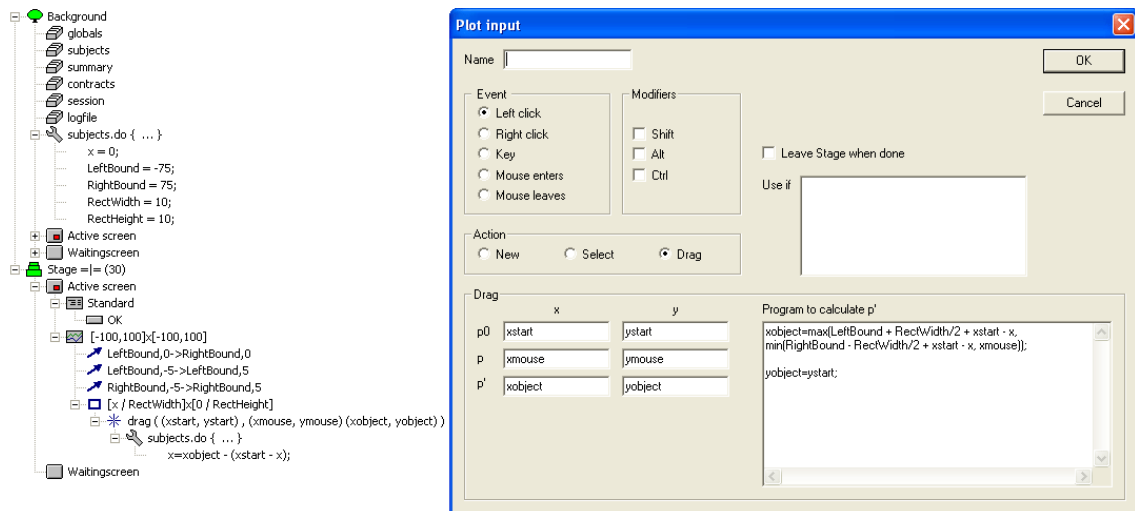 Background
globals
subjects
summary
contracts
session
logfile
subjects.do { ... }
x = 0;
LeftBound = -75;
RightBound = 75;
RectWidth = 10;
RectHeight = 10;
Active screen
Waitingscreen
Stage =|= (30)
Active screen
Standard
OK
[-100,100]x[-100,100]
LeftBound,0->RightBound,0
LeftBound,-5->LeftBound,5
RightBound,-5->RightBound,5
[x / RectWidth]x[0 / RectHeight]
drag ( (xstart, ystart) , (xmouse, ymouse) (xobject, yobject) )
subjects.do { ... }
x=xobject - (xstart - x);
Waitingscreen
Plot input
Name
OK
Cancel
Event
Left click
Right click
Key
Mouse enters
Mouse leaves
Modifiers
Shift
Alt
Ctrl
Leave Stage when done
Use if
Action
New Select Drag
Drag
x y
p0 xstart ystart
p xmouse ymouse
p' xobject yobject
Program to calculate p'
xobject=max(LeftBound + RectWidth/2 + xstart - x,
min(RightBound - RectWidth/2 + xstart - x, xmouse));
yobject=ystart;